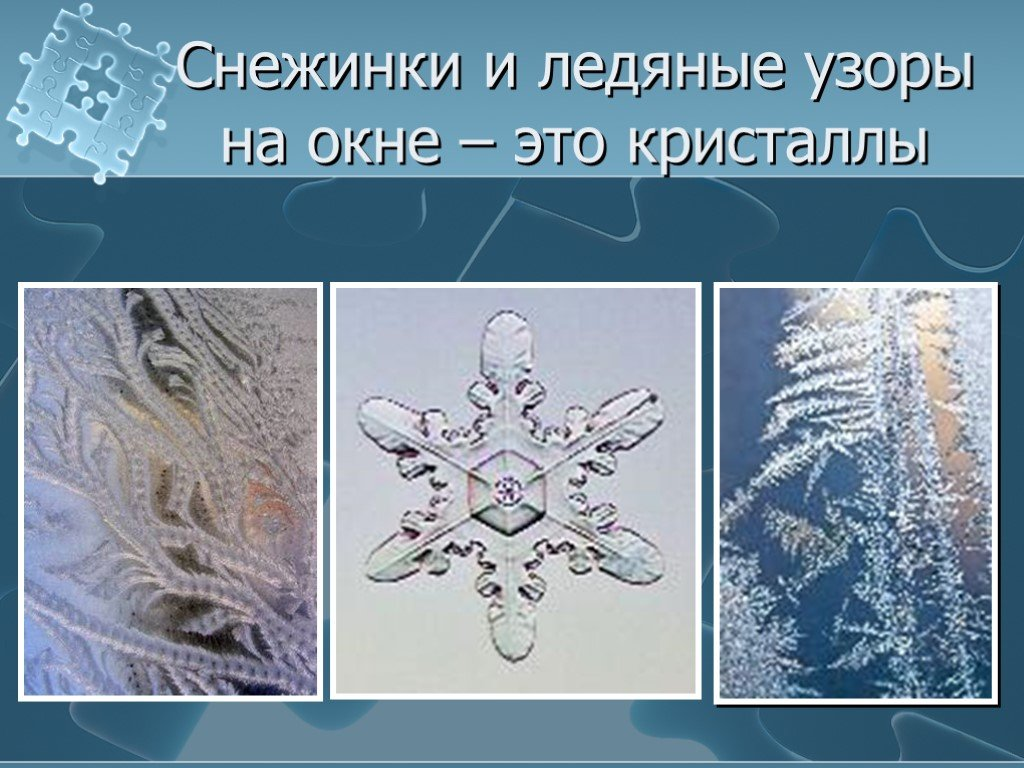 Снежинки и ледяные узоры
на окне – это кристаллы